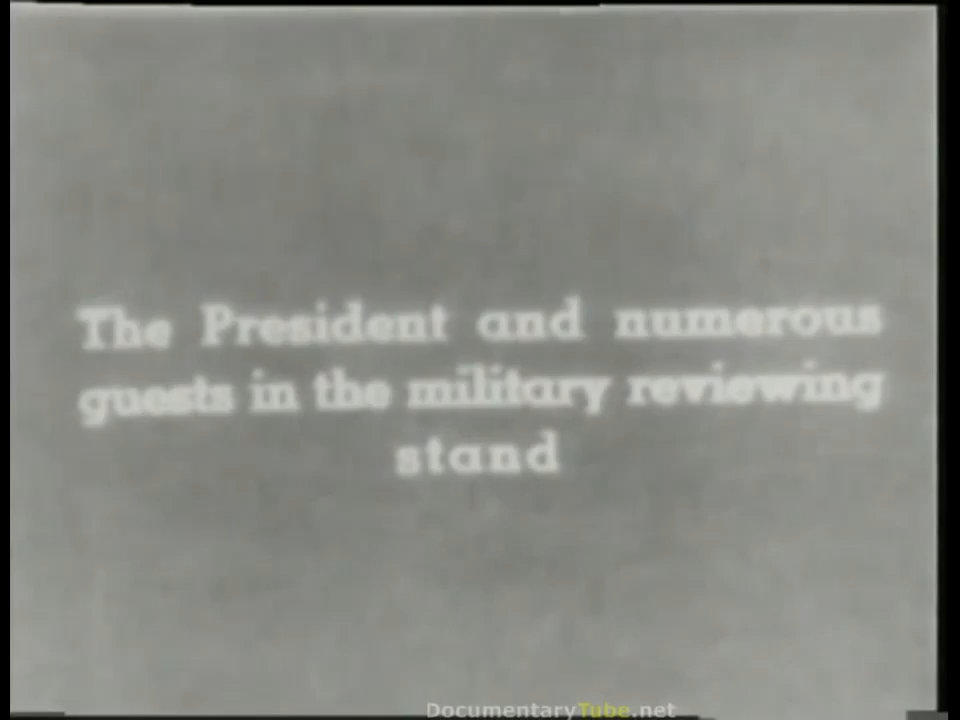 The President and numerous
guests in the military reviewing
stand
DocumentaryTube.net